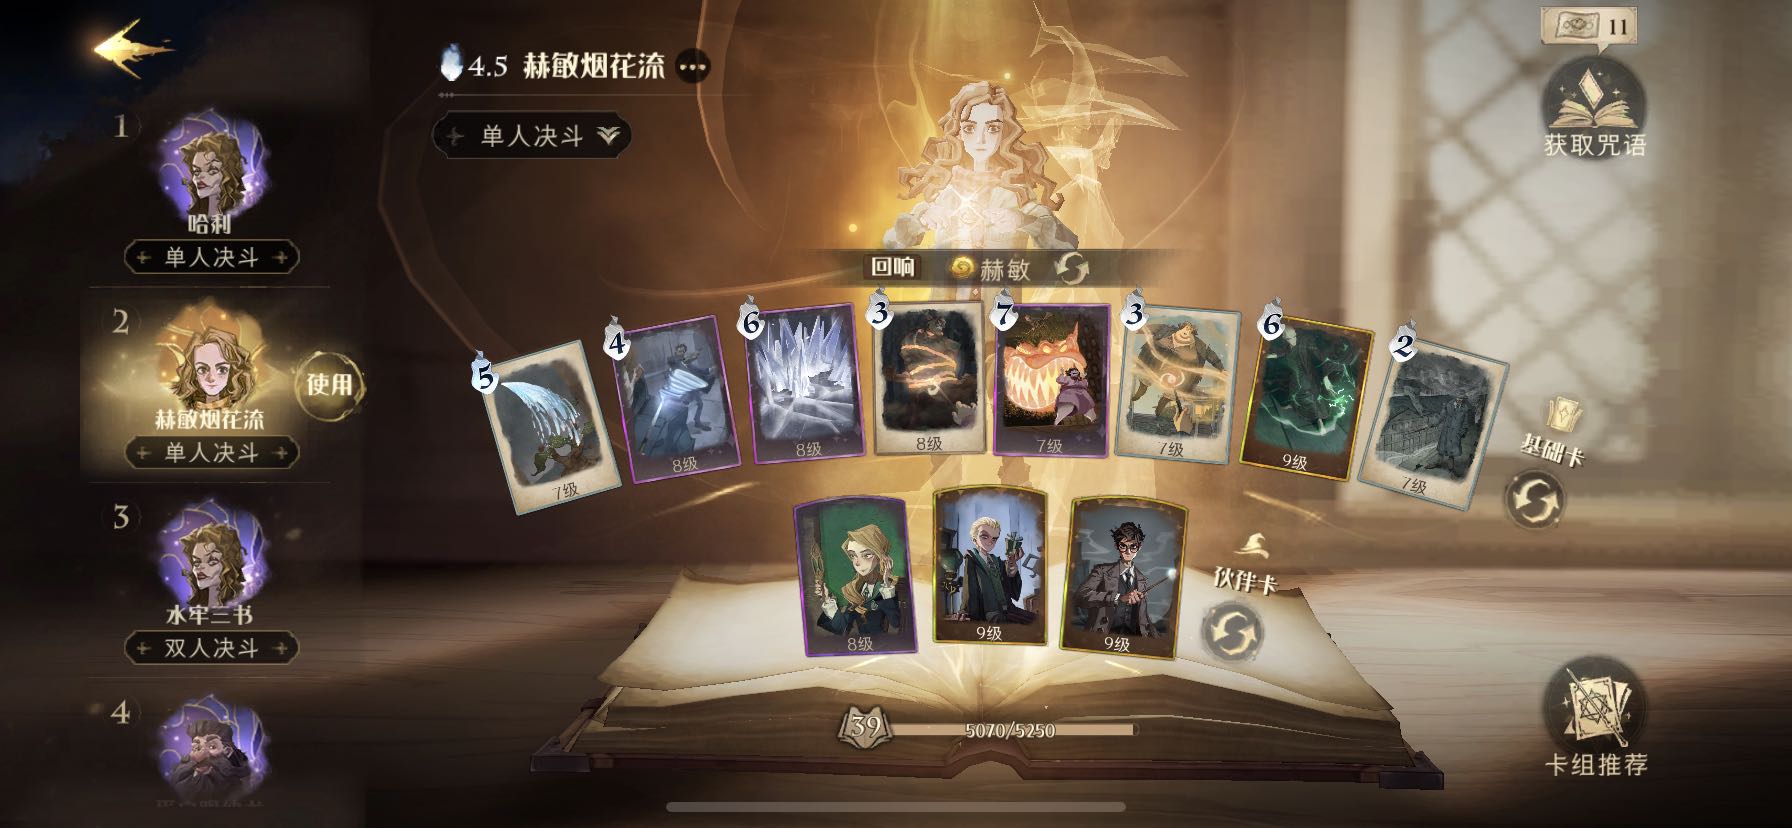 4.5 赫敏烟花流
单人决斗
11
获取咒语
1
哈利
单人决斗
2
使用
赫敏烟花流
单人决斗
3
水牢三书
双人决斗
4
回响 赫敏
5
7级
4
8级
6
8级
3
8级
7
7级
3
7级
6
9级
2
7级
基础卡
8级
9级
9级
伙伴卡
39
5070/5250
卡组推荐